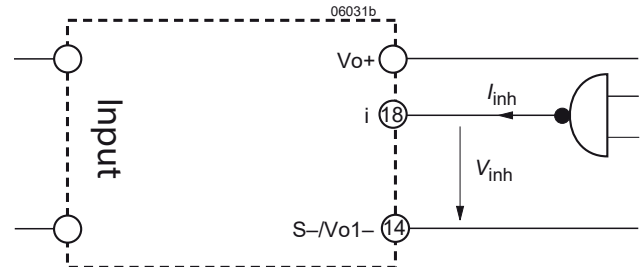 06031b
Vo+
Input
i 18
Iinh
Vinh
S–/Vo1– 14